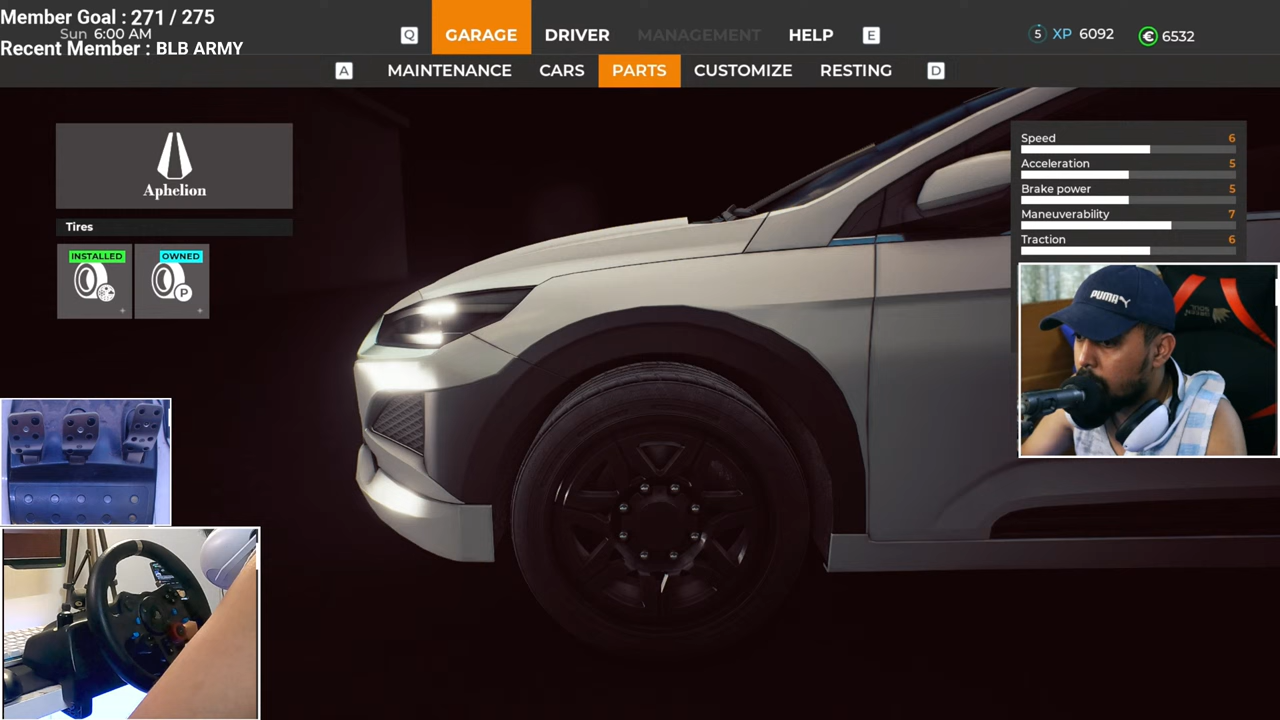 Member Goal : 271 / 275
Sun 6:00 AM
Recent Member : BLB ARMY
Q GARAGE DRIVER MANAGEMENT HELP E
5 XP 6092 € 6532
A MAINTENANCE CARS PARTS CUSTOMIZE RESTING D
Aphelion
Tires
INSTALLED
OWNED
P
Speed 6
Acceleration 5
Brake power 5
Maneuverability 7
Traction 6
PUMA